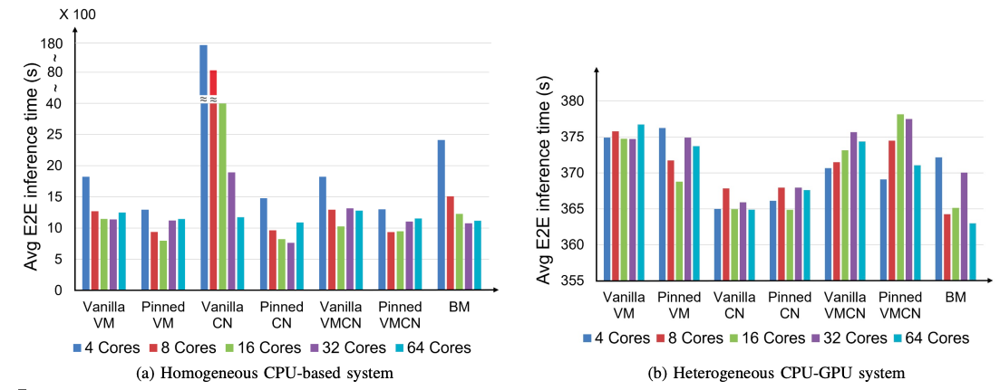 X 100
Avg E2E inference time (s)
180
~
80
~
40
25
20
15
10
5
0
Vanilla VM
Pinned VM
Vanilla CN
Pinned CN
Vanilla VMCN
Pinned VMCN
BM
4 Cores 8 Cores 16 Cores 32 Cores 64 Cores
(a) Homogeneous CPU-based system
Avg E2E inference time (s)
380
375
370
365
360
355
Vanilla VM
Pinned VM
Vanilla CN
Pinned CN
Vanilla VMCN
Pinned VMCN
BM
4 Cores 8 Cores 16 Cores 32 Cores 64 Cores
(b) Heterogeneous CPU-GPU system